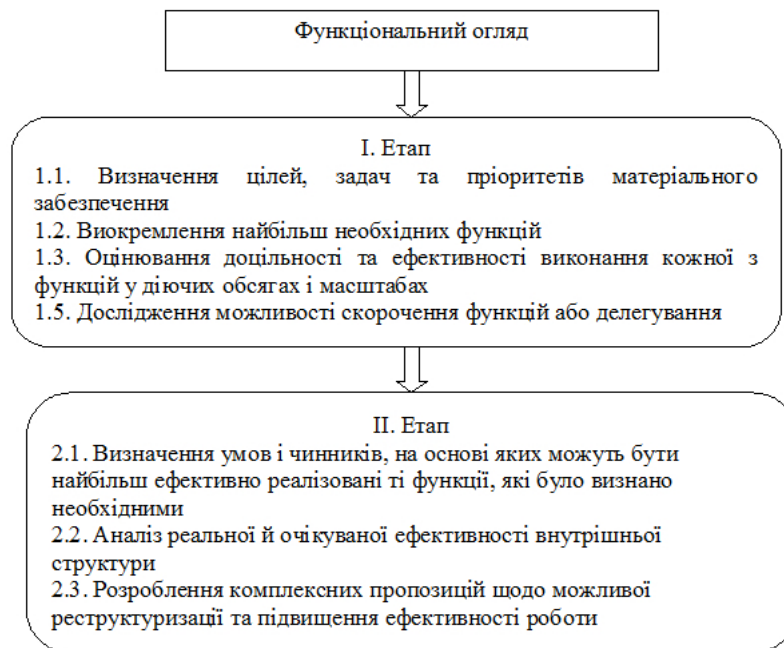 Функціональний огляд
І. Етап
1.1. Визначення цілей, задач та пріоритетів матеріального
забезпечення
1.2. Виокремлення найбільш необхідних функцій
1.3. Оцінювання доцільності та ефективності виконання кожної з
функцій у діючих обсягах і масштабах
1.5. Дослідження можливості скорочення функцій або делегування
ІІ. Етап
2.1. Визначення умов і чинників, на основі яких можуть бути
найбільш ефективно реалізовані ті функції, які було визнано
необхідними
2.2. Аналіз реальної й очікуваної ефективності внутрішньої
структури
2.3. Розроблення комплексних пропозицій щодо можливої
реструктуризації та підвищення ефективності роботи